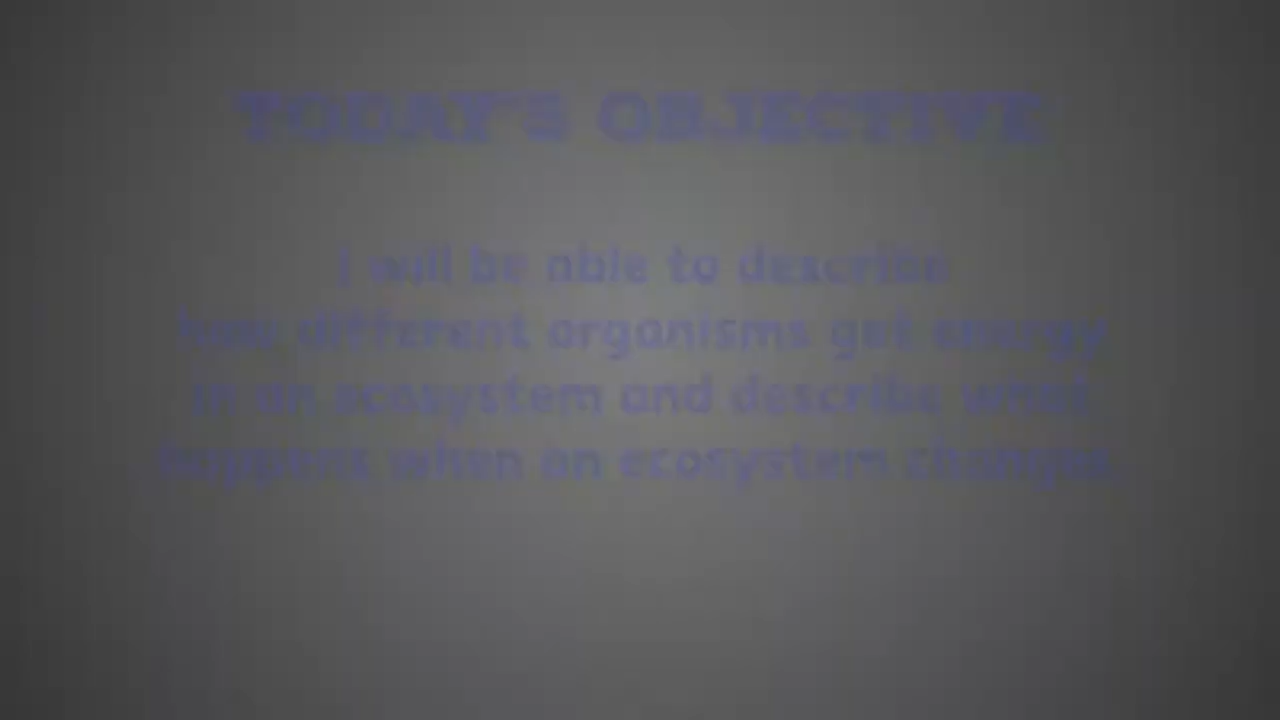 TODAY'S OBJECTIVE
I will be able to describe
how different organisms get energy
in an ecosystem and describe what
happens when an ecosystem changes